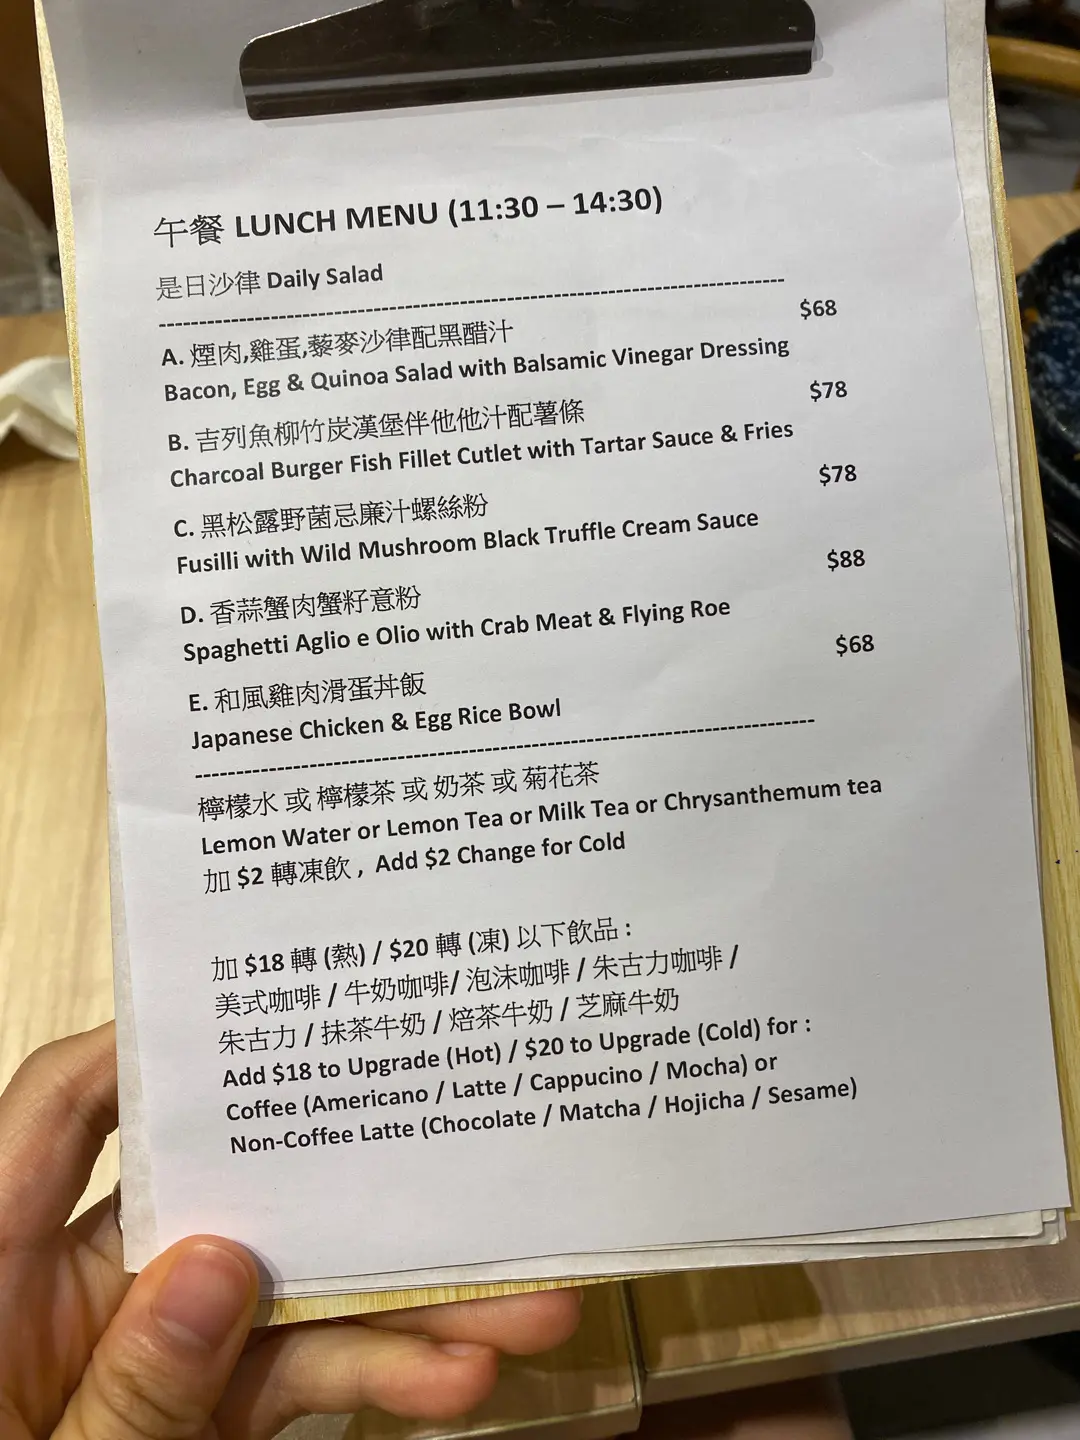 午餐 LUNCH MENU (11:30 – 14:30)
是日沙律 Daily Salad
--------------------------------------------------------------------------------
A. 煙肉,雞蛋,藜麥沙律配黑醋汁 $68
Bacon, Egg & Quinoa Salad with Balsamic Vinegar Dressing
B. 吉列魚柳竹炭漢堡伴他他汁配薯條 $78
Charcoal Burger Fish Fillet Cutlet with Tartar Sauce & Fries
C. 黑松露野菌忌廉汁螺絲粉 $78
Fusilli with Wild Mushroom Black Truffle Cream Sauce
D. 香蒜蟹肉蟹籽意粉 $88
Spaghetti Aglio e Olio with Crab Meat & Flying Roe
E. 和風雞肉滑蛋丼飯 $68
Japanese Chicken & Egg Rice Bowl
--------------------------------------------------------------------------------
檸檬水 或 檸檬茶 或 奶茶 或 菊花茶
Lemon Water or Lemon Tea or Milk Tea or Chrysanthemum tea
加 $2 轉凍飲 , Add $2 Change for Cold
加 $18 轉 (熱) / $20 轉 (凍) 以下飲品 :
美式咖啡 / 牛奶咖啡/ 泡沫咖啡 / 朱古力咖啡 /
朱古力 / 抹茶牛奶 / 焙茶牛奶 / 芝麻牛奶
Add $18 to Upgrade (Hot) / $20 to Upgrade (Cold) for :
Coffee (Americano / Latte / Cappucino / Mocha) or
Non-Coffee Latte (Chocolate / Matcha / Hojicha / Sesame)